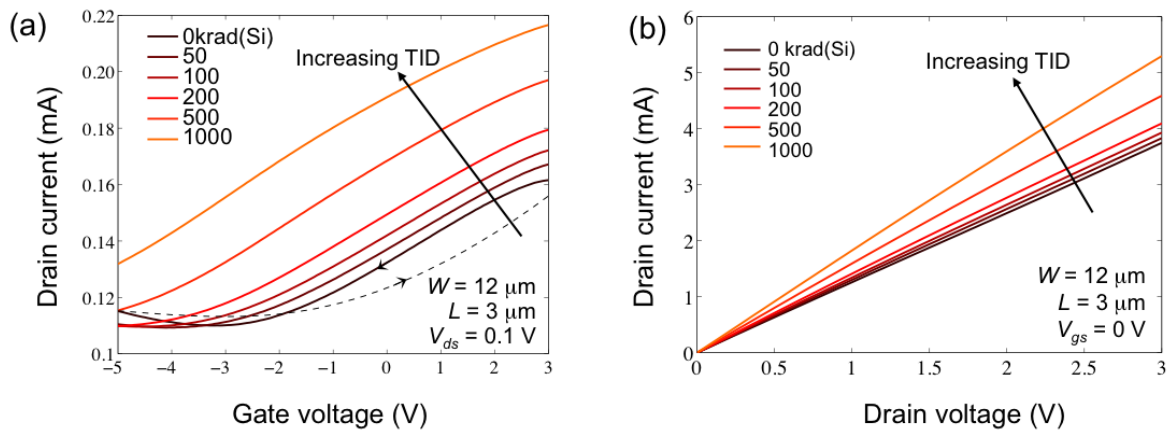 (a)
Drain current (mA)
0.22
0.20
0.18
0.16
0.14
0.12
0.1
0krad(Si)
50
100
200
500
1000
Increasing TID
W = 12 μm
L = 3 μm
Vds = 0.1 V
−5 −4 −3 −2 −1 0 1 2 3
Gate voltage (V)
(b)
Drain current (mA)
6
5
4
3
2
1
0
0 krad(Si)
50
100
200
500
1000
Increasing TID
W = 12 μm
L = 3 μm
Vgs = 0 V
0 0.5 1 1.5 2 2.5 3
Drain voltage (V)